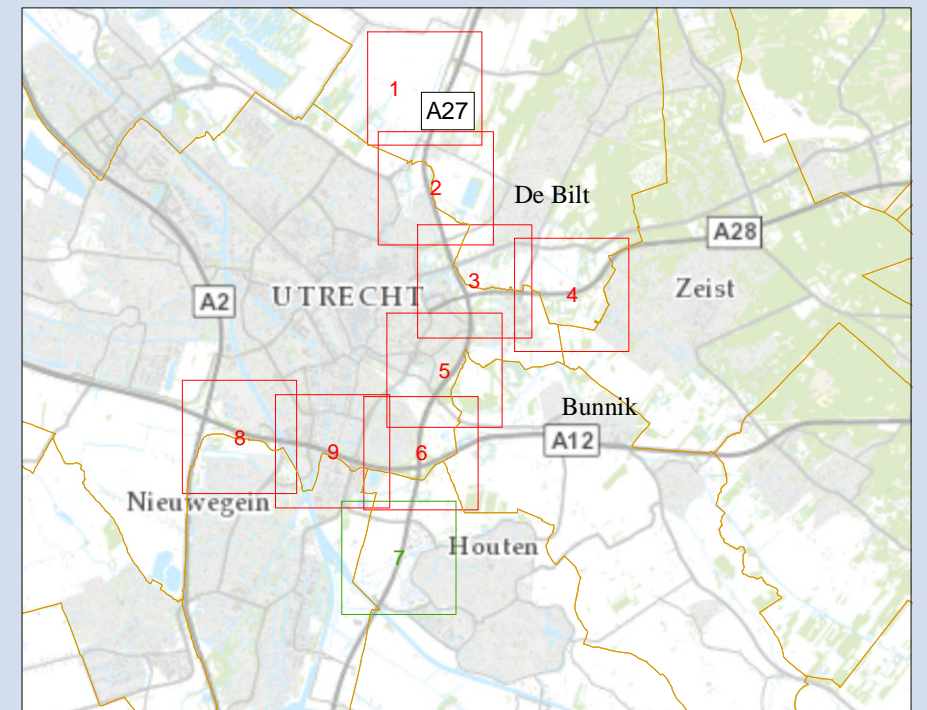 1
A27
2
De Bilt
A28
3
4
Zeist
A2
UTRECHT
5
Bunnik
8
9
6
A12
Nieuwegein
7
Houten